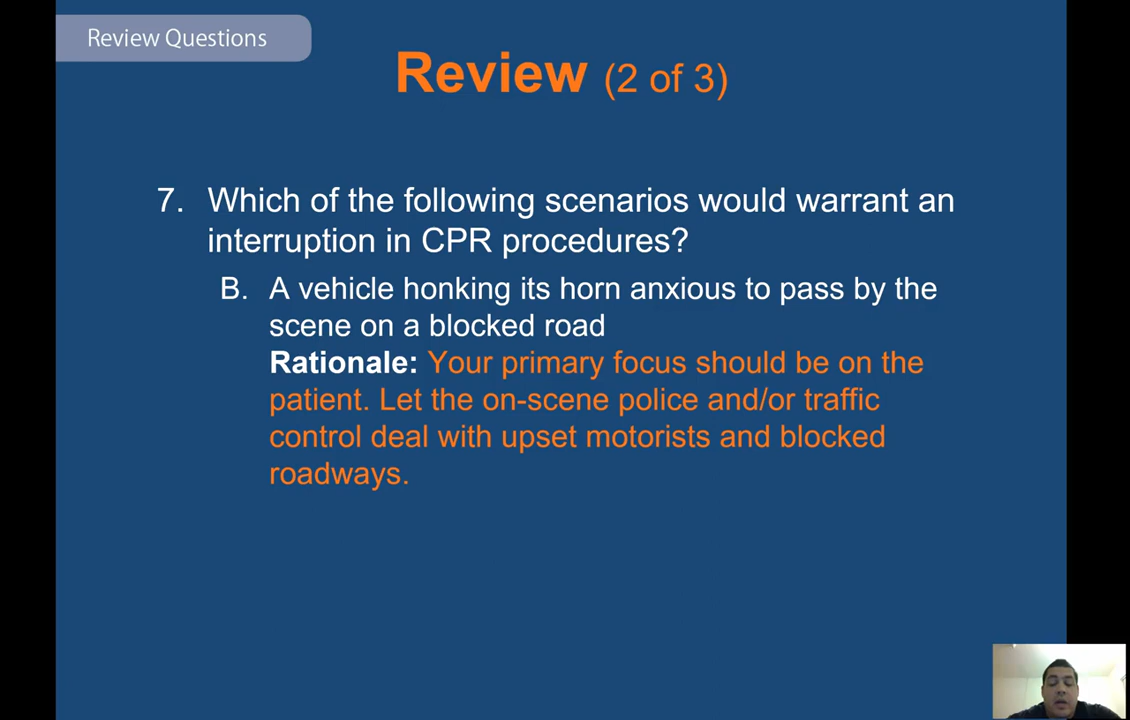 Review Questions
Review (2 of 3)
7. Which of the following scenarios would warrant an
interruption in CPR procedures?
B. A vehicle honking its horn anxious to pass by the
scene on a blocked road
Rationale: Your primary focus should be on the
patient. Let the on-scene police and/or traffic
control deal with upset motorists and blocked
roadways.